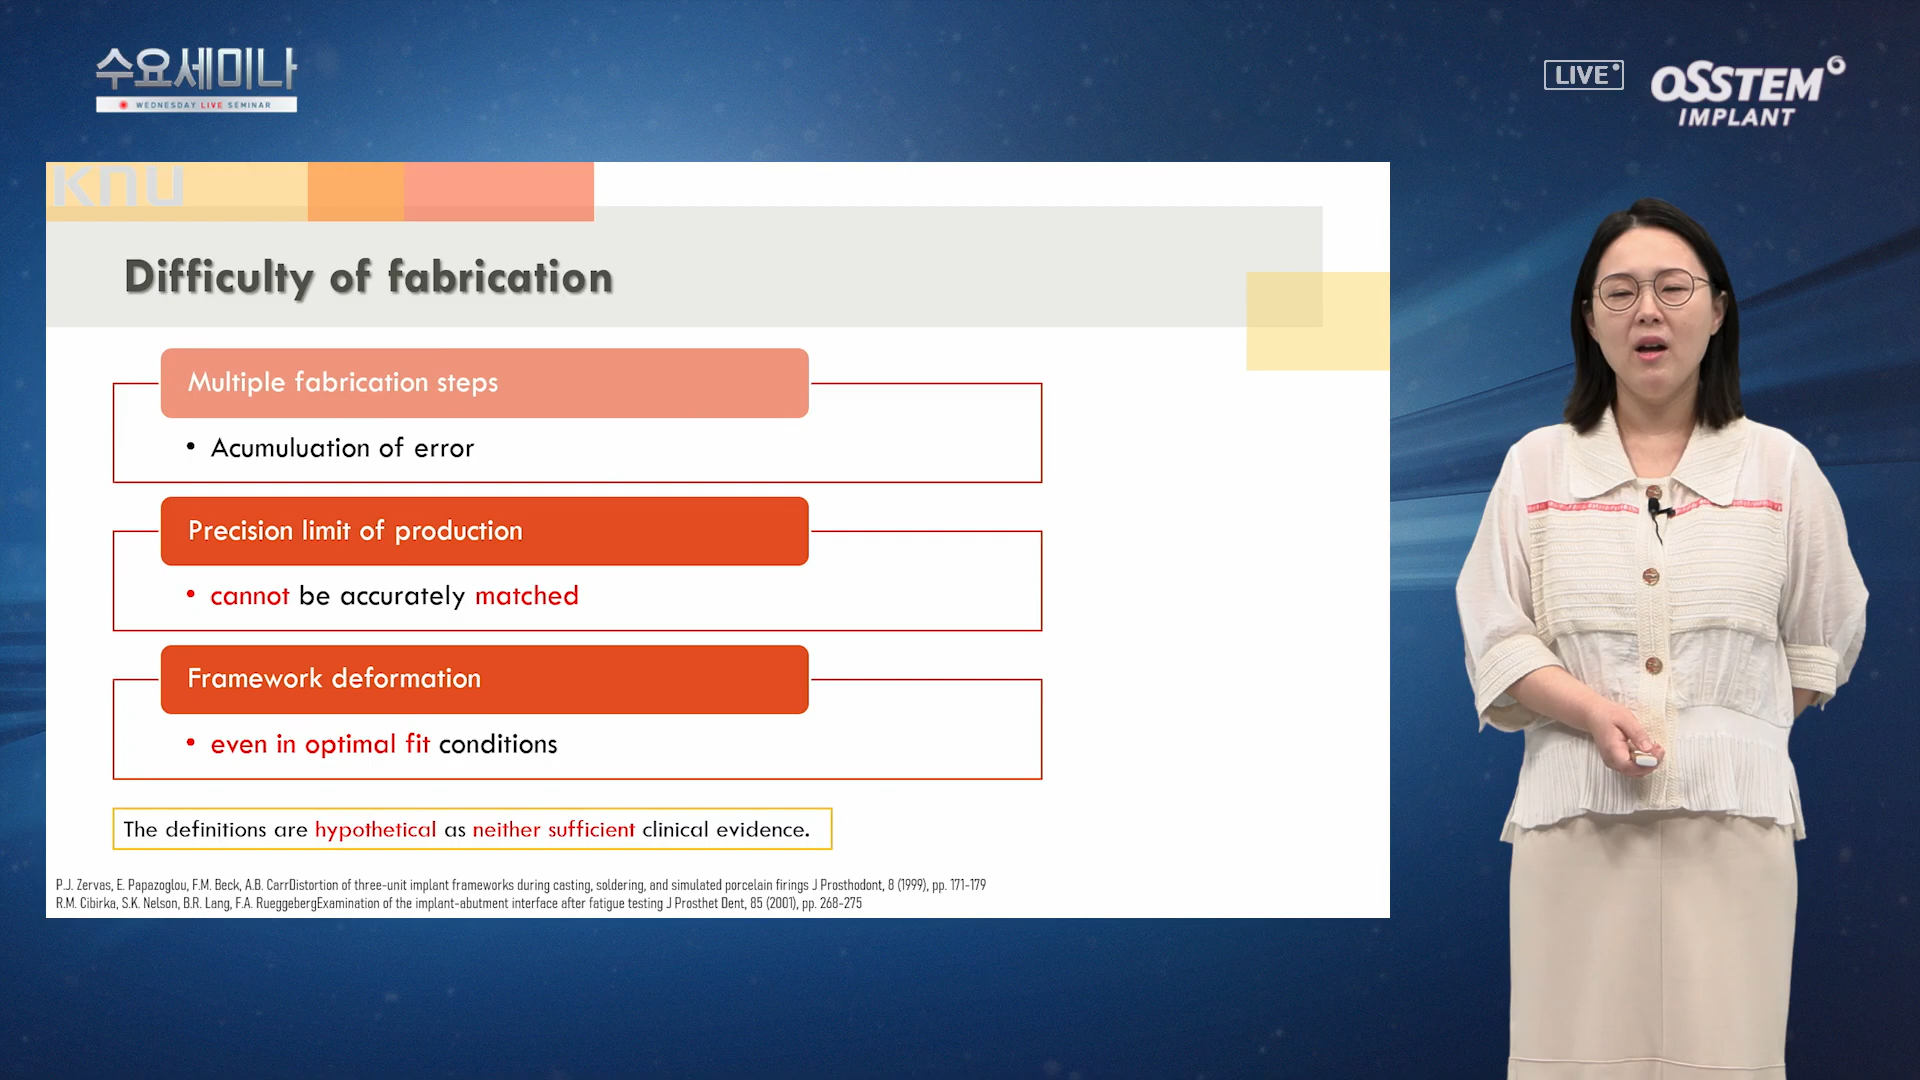 수요세미나
WEDNESDAY LIVE SEMINAR
LIVE
OSSTEM
IMPLANT
KNU
Difficulty of fabrication
Multiple fabrication steps
• Acumuluation of error
Precision limit of production
• cannot be accurately matched
Framework deformation
• even in optimal fit conditions
The definitions are hypothetical as neither sufficient clinical evidence.
P.J. Zervas, E. Papazoglou, F.M. Beck, A.B. CarrDistortion of three-unit implant frameworks during casting, soldering, and simulated porcelain firings J Prosthodont, 8 (1999), pp. 171-179
R.M. Cibirka, S.K. Nelson, B.R. Lang, F.A. RueggebergExamination of the implant-abutment interface after fatigue testing J Prosthet Dent, 85 (2001), pp. 268-275